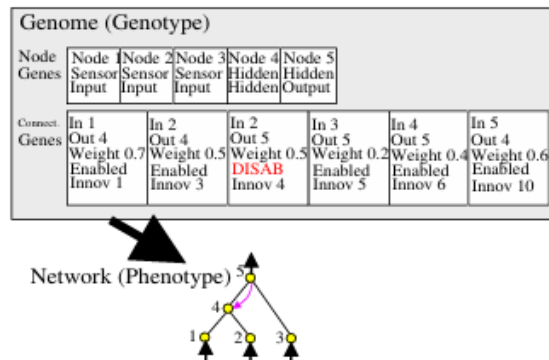 Genome (Genotype)
Node Genes
Node 1 Sensor Input
Node 2 Sensor Input
Node 3 Sensor Input
Node 4 Hidden Hidden
Node 5 Hidden Output
Connect. Genes
In 1
Out 4
Weight 0.7
Enabled
Innov 1
In 2
Out 4
Weight 0.5
Enabled
Innov 3
In 2
Out 5
Weight 0.5
DISAB
Innov 4
In 3
Out 5
Weight 0.2
Enabled
Innov 5
In 4
Out 5
Weight 0.4
Enabled
Innov 6
In 5
Out 4
Weight 0.6
Enabled
Innov 10
Network (Phenotype)
5
4
1
2
3